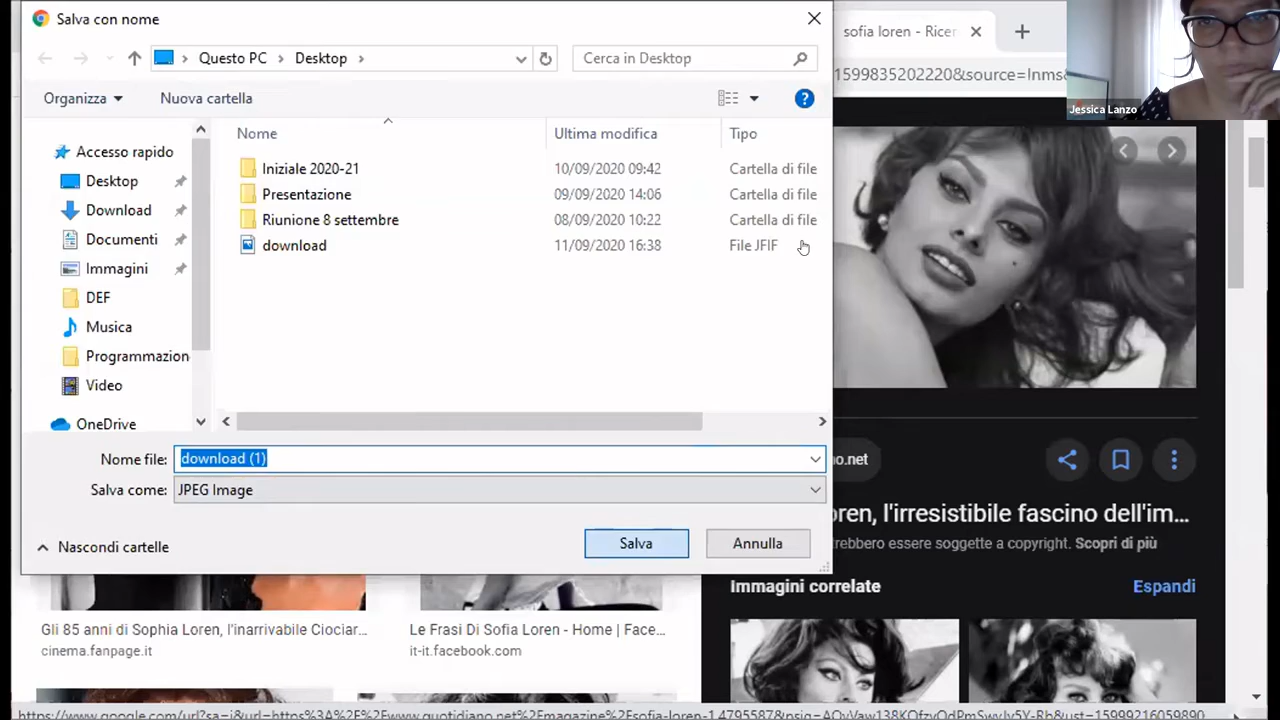 Salva con nome
sofia loren - Ricer
Questo PC > Desktop >
Cerca in Desktop
1599835202220&source=lnms
Jessica Lanzo
Organizza
Nuova cartella
Nome
Ultima modifica
Tipo
Accesso rapido
Desktop
Download
Documenti
Immagini
DEF
Musica
Programmazion
Video
OneDrive
Iniziale 2020-21 10/09/2020 09:42 Cartella di file
Presentazione 09/09/2020 14:06 Cartella di file
Riunione 8 settembre 08/09/2020 10:22 Cartella di file
download 11/09/2020 16:38 File JFIF
Nome file: download (1)
Salva come: JPEG Image
Nascondi cartelle
Salva
Annulla
no.net
oren, l'irresistibile fascino dell'im...
trebbero essere soggette a copyright. Scopri di più
Immagini correlate
Espandi
Gli 85 anni di Sophia Loren, l'inarrivabile Ciociar...
cinema.fanpage.it
Le Frasi Di Sofia Loren - Home | Face...
it-it.facebook.com